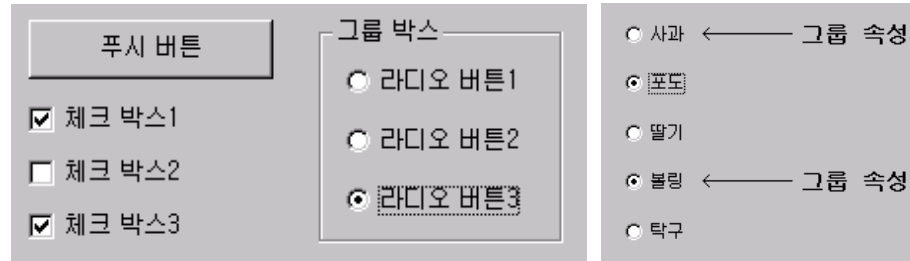 푸시 버튼
체크 박스1
체크 박스2
체크 박스3
그룹 박스
라디오 버튼1
라디오 버튼2
라디오 버튼3
사과 ← 그룹 속성
포도
딸기
볼링 ← 그룹 속성
탁구